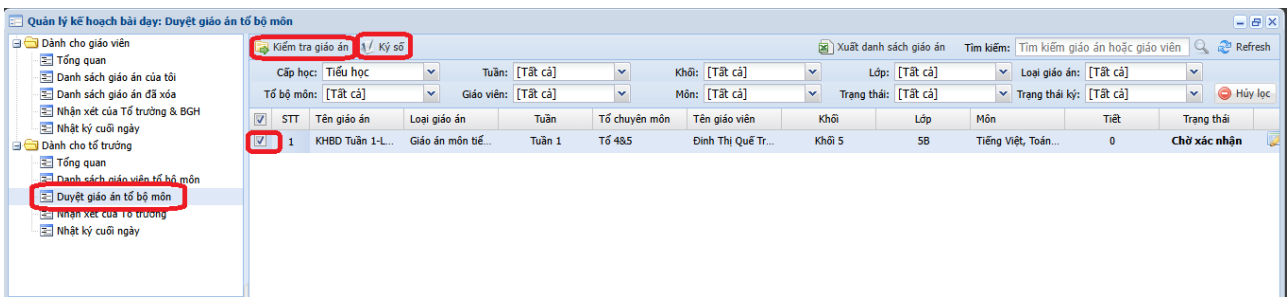 Quản lý kế hoạch bài dạy: Duyệt giáo án tổ bộ môn
Dành cho giáo viên
Tổng quan
Danh sách giáo án của tôi
Danh sách giáo án đã xóa
Nhận xét của Tổ trưởng & BGH
Nhật ký cuối ngày
Dành cho tổ trưởng
Tổng quan
Danh sách giáo viên tổ bộ môn
Duyệt giáo án tổ bộ môn
Nhận xét của Tổ trưởng
Nhật ký cuối ngày
Kiểm tra giáo án Ký số Xuất danh sách giáo án Tìm kiếm: Tìm kiếm giáo án hoặc giáo viên Refresh
Cấp học: Tiểu học Tuần: [Tất cả] Khối: [Tất cả] Lớp: [Tất cả] Loại giáo án: [Tất cả]
Tổ bộ môn: [Tất cả] Giáo viên: [Tất cả] Môn: [Tất cả] Trạng thái: [Tất cả] Trạng thái ký: [Tất cả] Hủy lọc
STT Tên giáo án Loại giáo án Tuần Tổ chuyên môn Tên giáo viên Khối Lớp Môn Tiết Trạng thái
1 KHBD Tuần 1-L... Giáo án môn tiế... Tuần 1 Tổ 4&5 Đinh Thị Quế Tr... Khối 5 5B Tiếng Việt, Toán... 0 Chờ xác nhận